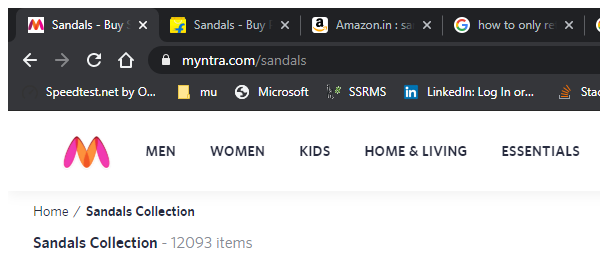 Sandals - Buy S
Sandals - Buy
Amazon.in : sa
how to only re
myntra.com/sandals
Speedtest.net by O...
mu
Microsoft
SSRMS
LinkedIn: Log In or...
Stac
MEN
WOMEN
KIDS
HOME & LIVING
ESSENTIALS
Home / Sandals Collection
Sandals Collection - 12093 items